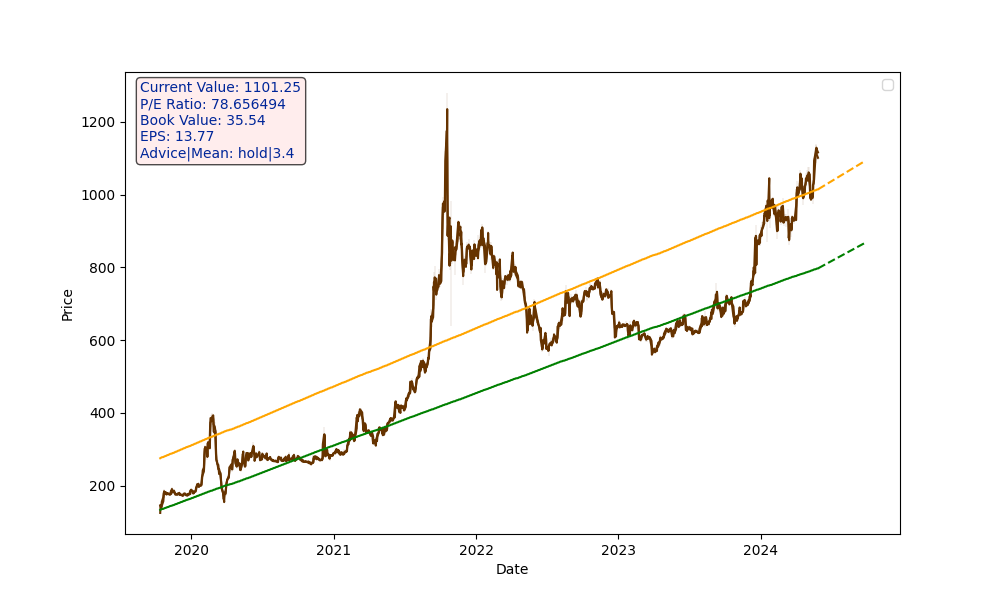 Current Value: 1101.25
P/E Ratio: 78.656494
Book Value: 35.54
EPS: 13.77
Advice|Mean: hold|3.4
1200
1000
800
600
400
200
Price
2020 2021 2022 2023 2024
Date